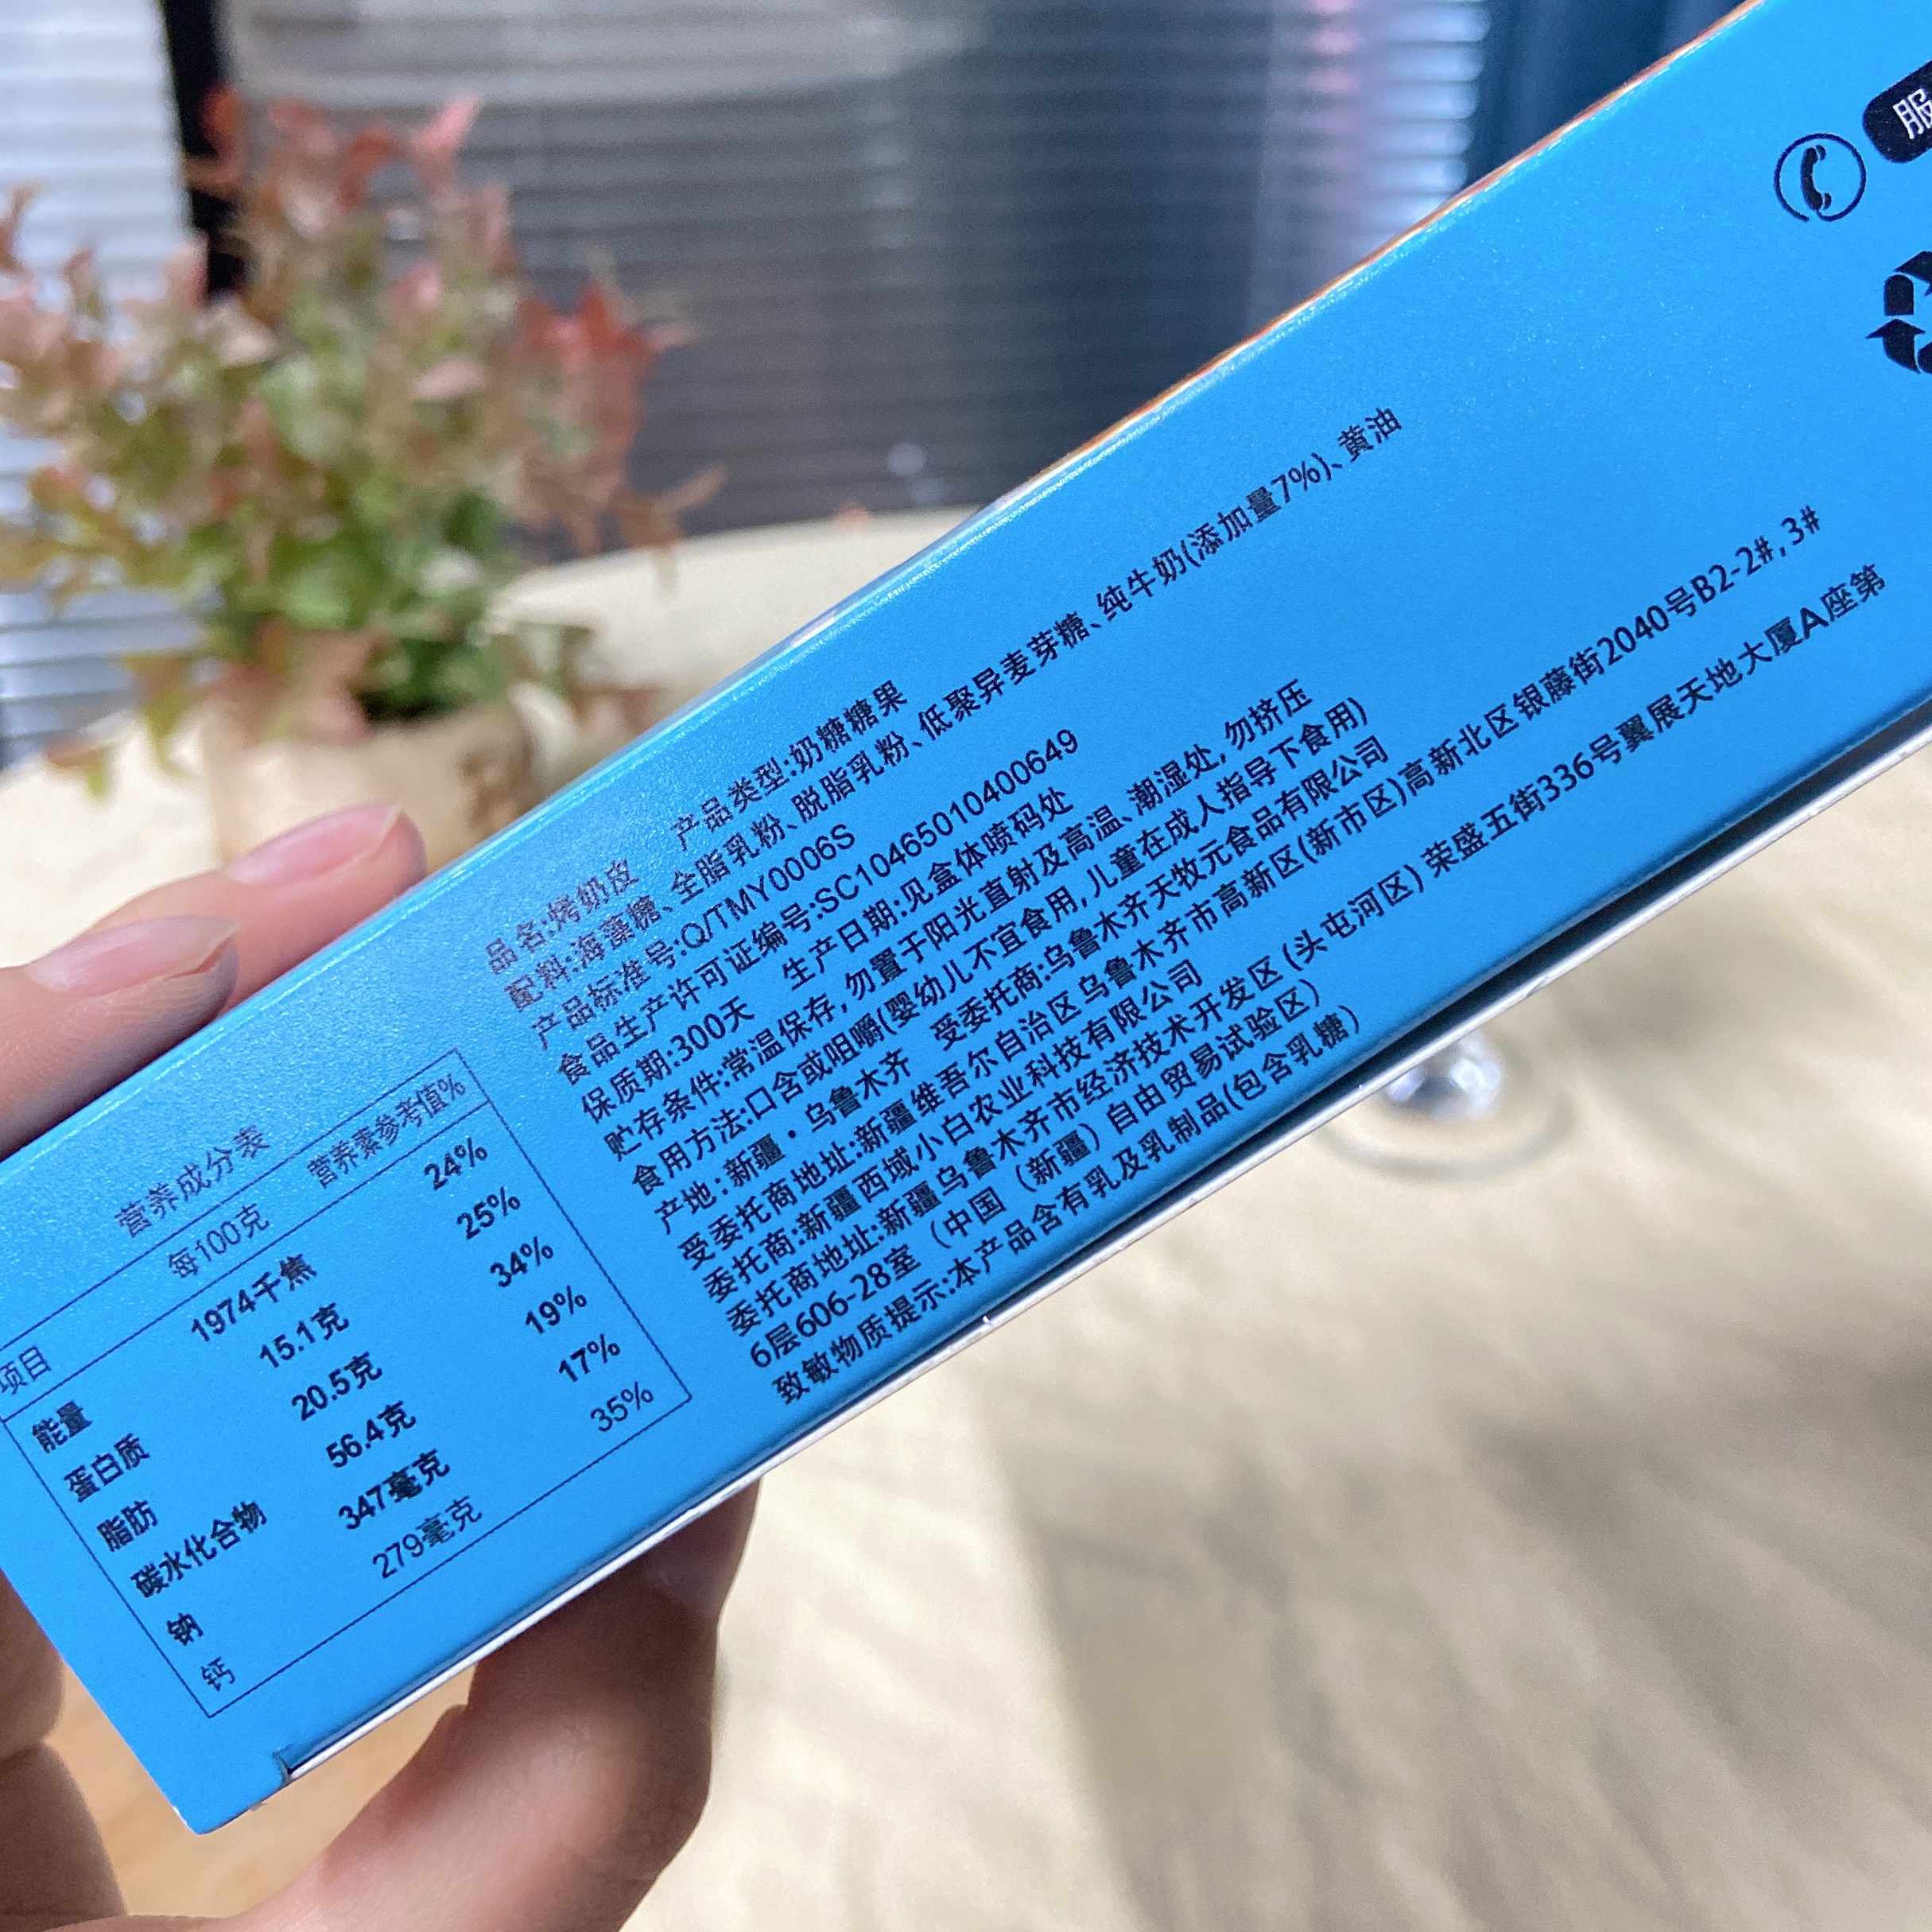 服
品名:烤奶皮 产品类型:奶糖糖果
配料:海藻糖、全脂乳粉、脱脂乳粉、低聚异麦芽糖、纯牛奶(添加量7%)、黄油
产品标准号:Q/TMY0006S
食品生产许可证编号:SC10465010400649
保质期:300天 生产日期:见盒体喷码处
贮存条件:常温保存,勿置于阳光直射及高温、潮湿处,勿挤压
食用方法:口含或咀嚼(婴幼儿不宜食用,儿童在成人指导下食用)
产地:新疆·乌鲁木齐 受委托商:乌鲁木齐天牧元食品有限公司
受委托商地址:新疆维吾尔自治区乌鲁木齐市高新区(新市区)高新北区银藤街2040号B2-2#,3#
委托商:新疆西域小白农业科技有限公司
委托商地址:新疆乌鲁木齐市经济技术开发区(头屯河区)荣盛五街336号翼展天地大厦A座第
6层606-28室(中国(新疆)自由贸易试验区)
致敏物质提示:本产品含有乳及乳制品(包含乳糖)
营养成分表
项目 每100克 营养素参考值%
能量 1974千焦 24%
蛋白质 15.1克 25%
脂肪 20.5克 34%
碳水化合物 56.4克 19%
钠 347毫克 17%
钙 279毫克 35%